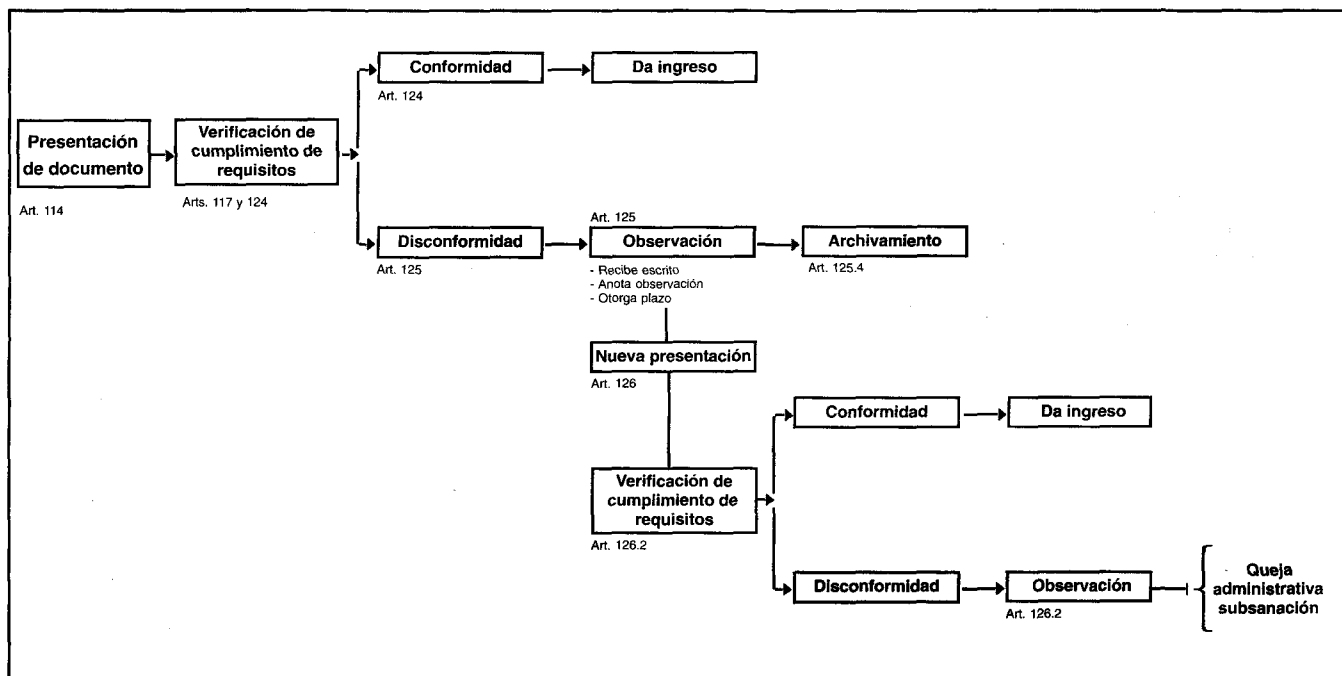 Conformidad
Da ingreso
Art. 124
Presentación
de documento
Art. 114
Verificación de
cumplimiento de
requisitos
Arts. 117 y 124
Disconformidad
Art. 125
Art. 125
Observación
- Recibe escrito
- Anota observación
- Otorga plazo
Archivamiento
Art. 125.4
Nueva presentación
Art. 126
Verificación de
cumplimiento de
requisitos
Art. 126.2
Conformidad
Da ingreso
Disconformidad
Observación
Art. 126.2
Queja
administrativa
subsanación